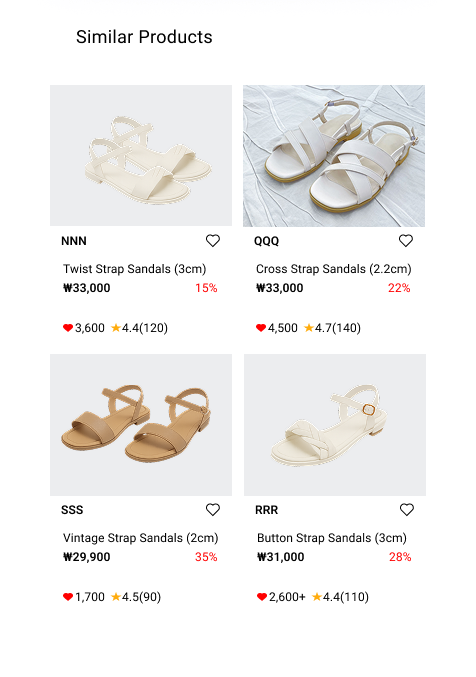 Similar Products
NNN
QQQ
Twist Strap Sandals (3cm)
₩33,000 15%
Cross Strap Sandals (2.2cm)
₩33,000 22%
3,600 4.4(120)
4,500 4.7(140)
SSS
RRR
Vintage Strap Sandals (2cm)
₩29,900 35%
Button Strap Sandals (3cm)
₩31,000 28%
1,700 4.5(90)
2,600+ 4.4(110)